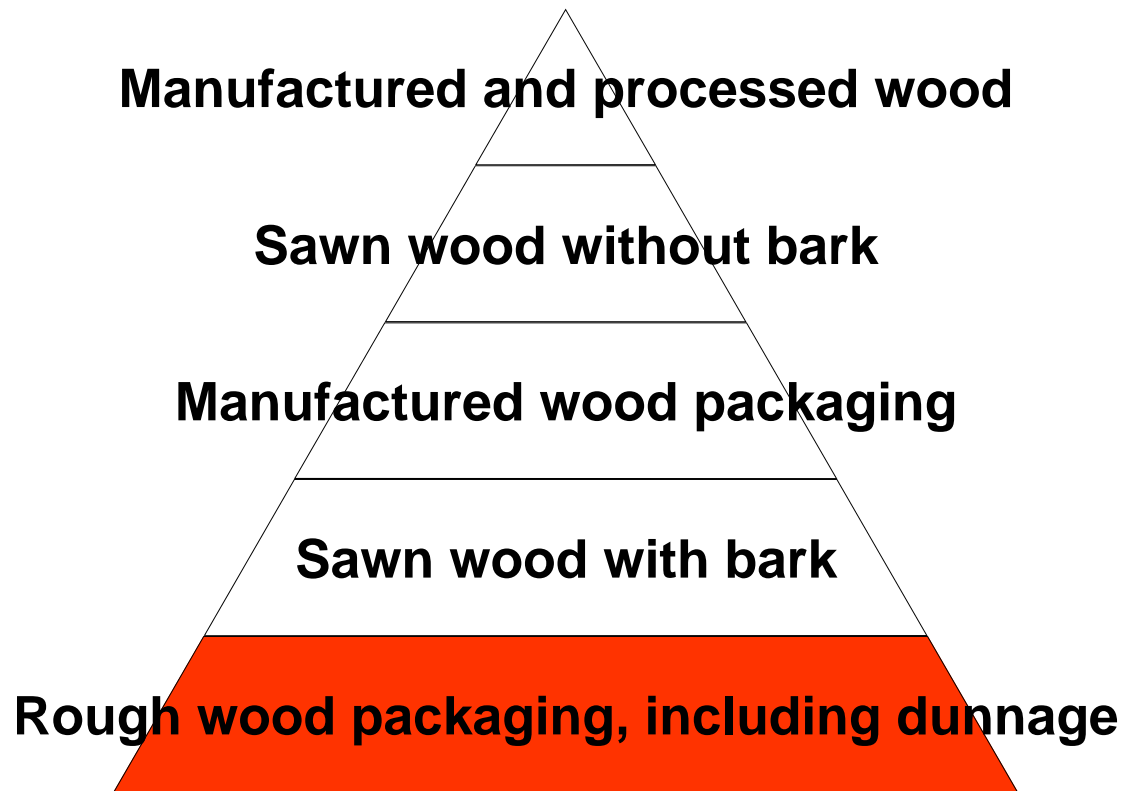 Manufactured and processed wood
Sawn wood without bark
Manufactured wood packaging
Sawn wood with bark
Rough wood packaging, including dunnage